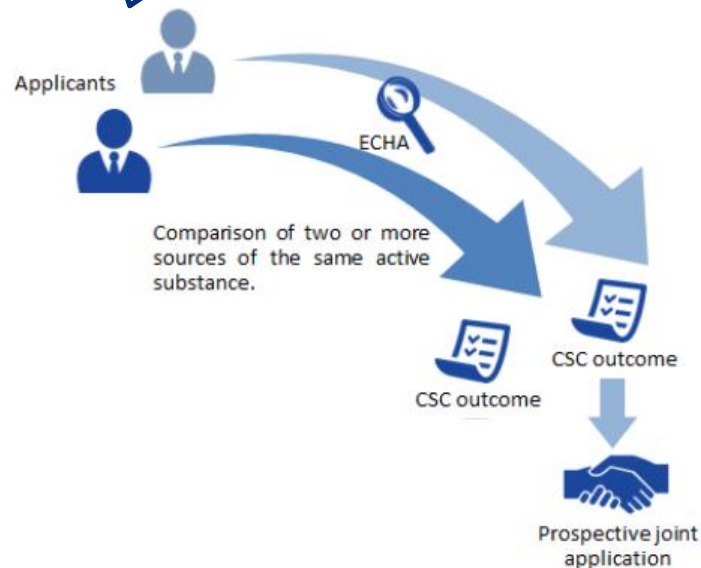 Applicants
ECHA
Comparison of two or more
sources of the same active
substance.
CSC outcome
CSC outcome
Prospective joint
application